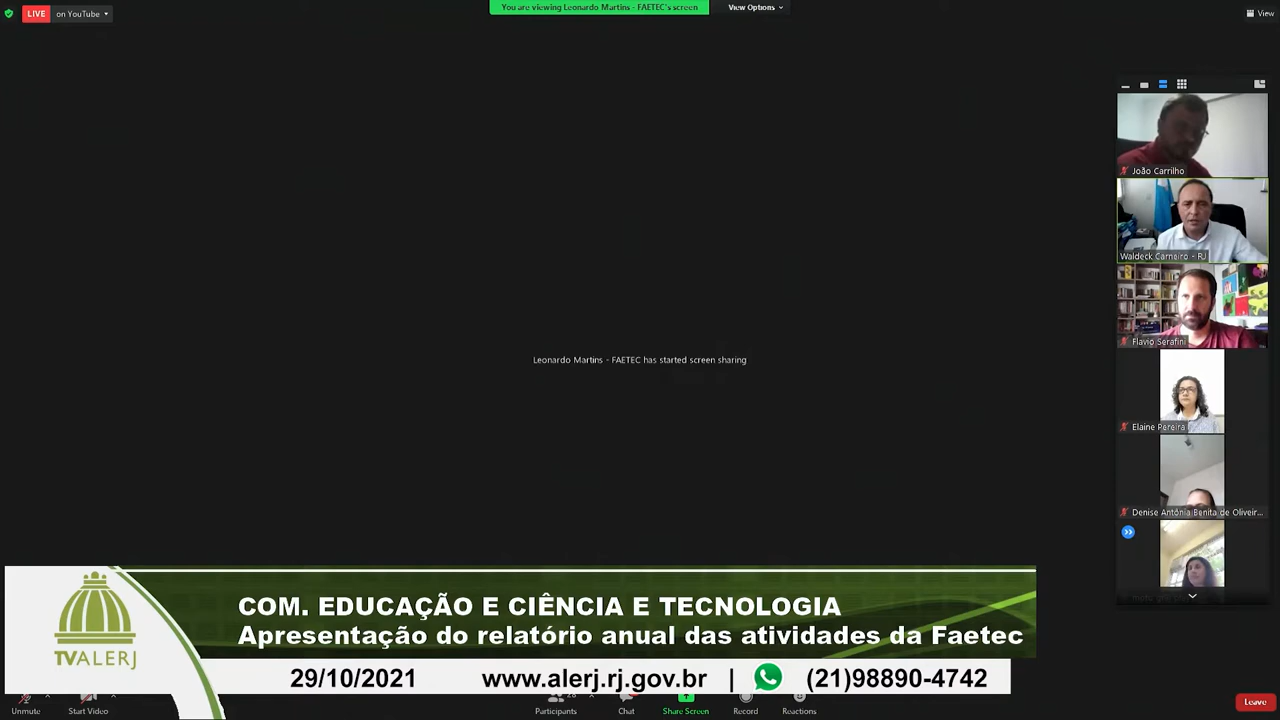 LIVE on YouTube
You are viewing Leonardo Martins - FAETEC's screen
View Options
View
João Carrilho
Waldeck Carneiro - RJ
Flavio Serafini
Elaine Pereira
Denise Antônia Benita de Oliveir...
Leonardo Martins - FAETEC has started screen sharing
COM. EDUCAÇÃO E CIÊNCIA E TECNOLOGIA
Apresentação do relatório anual das atividades da Faetec
TVALERJ
29/10/2021 www.alerj.rj.gov.br | (21)98890-4742
Unmute
Start Video
Participants
Chat
Share Screen
Record
Reactions
Leave